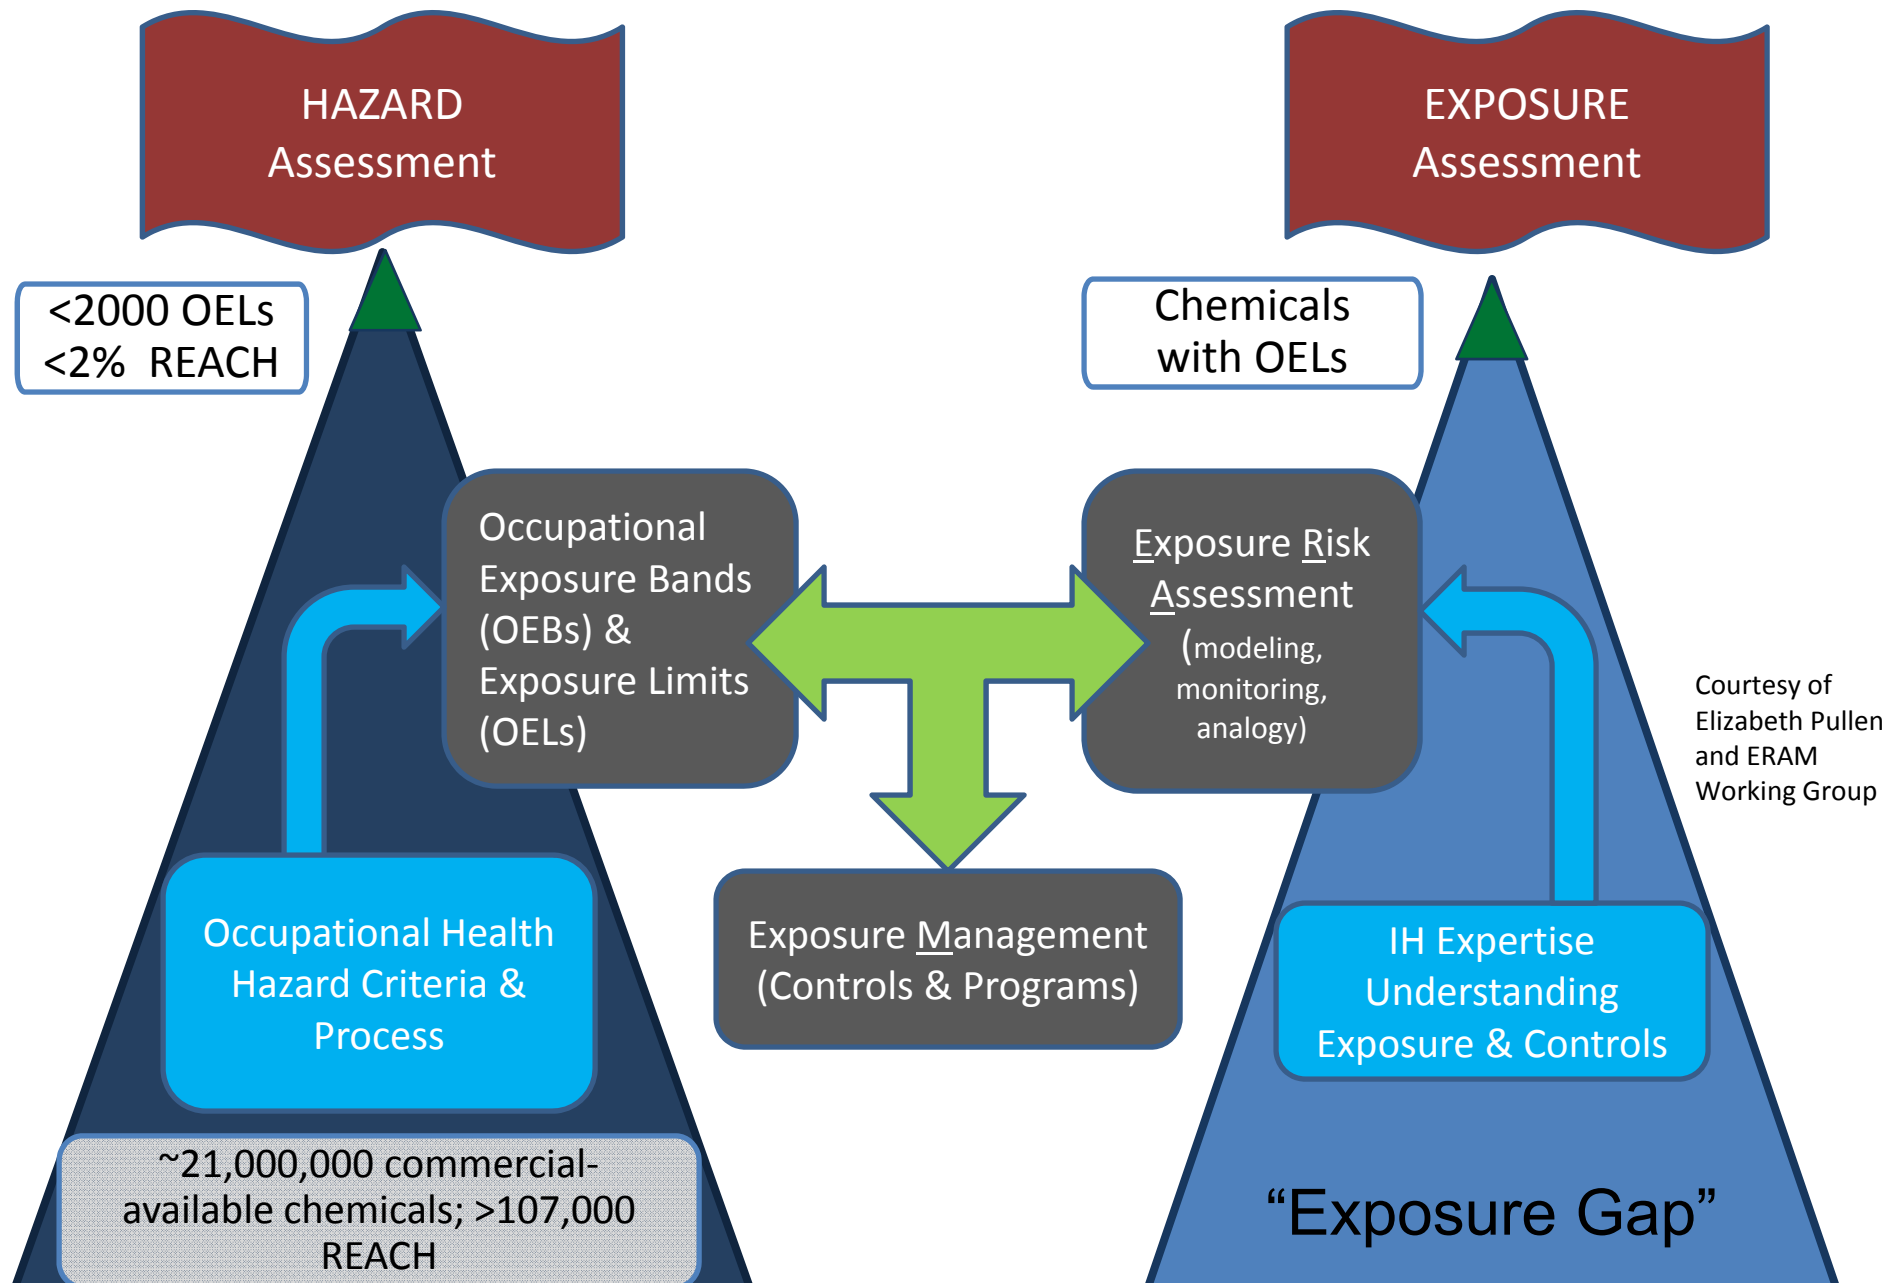 HAZARD
Assessment
EXPOSURE
Assessment
<2000 OELs
<2% REACH
Chemicals
with OELs
Occupational
Exposure Bands
(OEBs) &
Exposure Limits
(OELs)
Exposure Risk
Assessment
(modeling,
monitoring,
analogy)
Courtesy of
Elizabeth Pullen
and ERAM
Working Group
Occupational Health
Hazard Criteria &
Process
Exposure Management
(Controls & Programs)
IH Expertise
Understanding
Exposure & Controls
~21,000,000 commercial-
available chemicals; >107,000
REACH
“Exposure Gap”